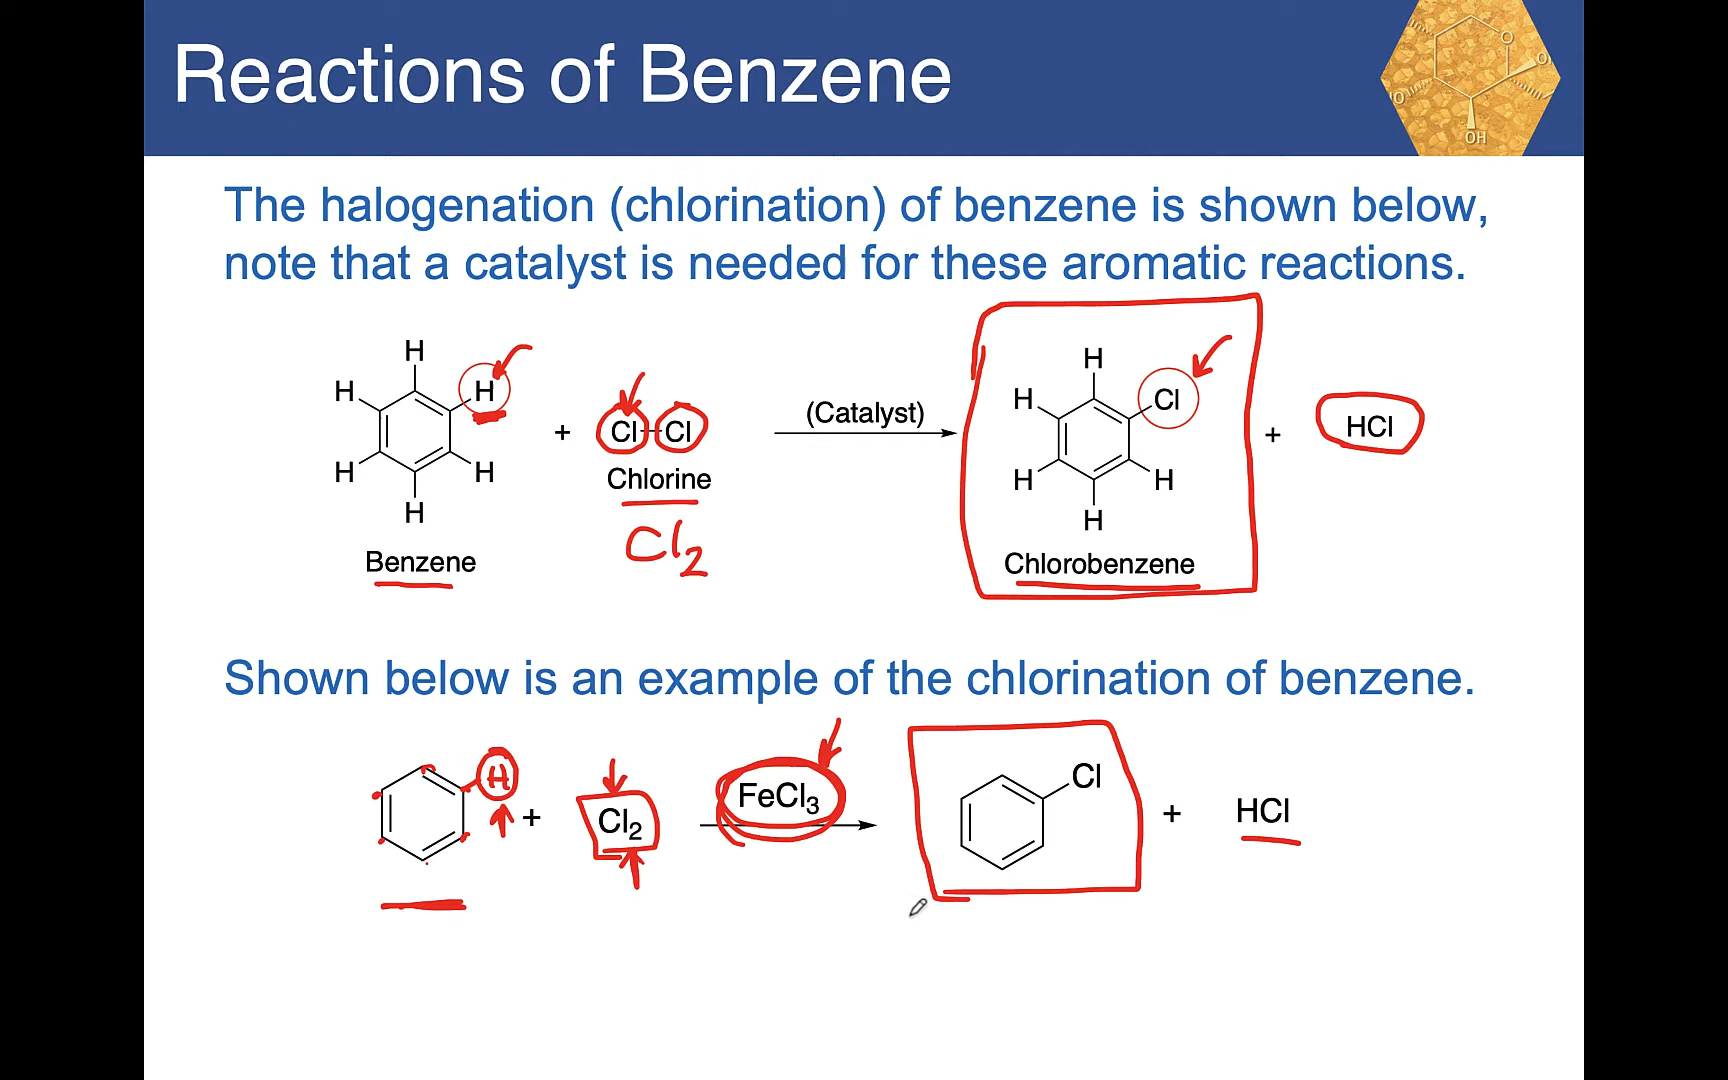 Reactions of Benzene
O
O
O
OH
The halogenation (chlorination) of benzene is shown below,
note that a catalyst is needed for these aromatic reactions.
H
H
H
H
H
H
Benzene
+
Cl-Cl
Chlorine
Cl2
(Catalyst)
H
H
Cl
H
H
H
Chlorobenzene
+
HCl
Shown below is an example of the chlorination of benzene.
H
+
Cl₂
FeCl₃
Cl
+
HCl